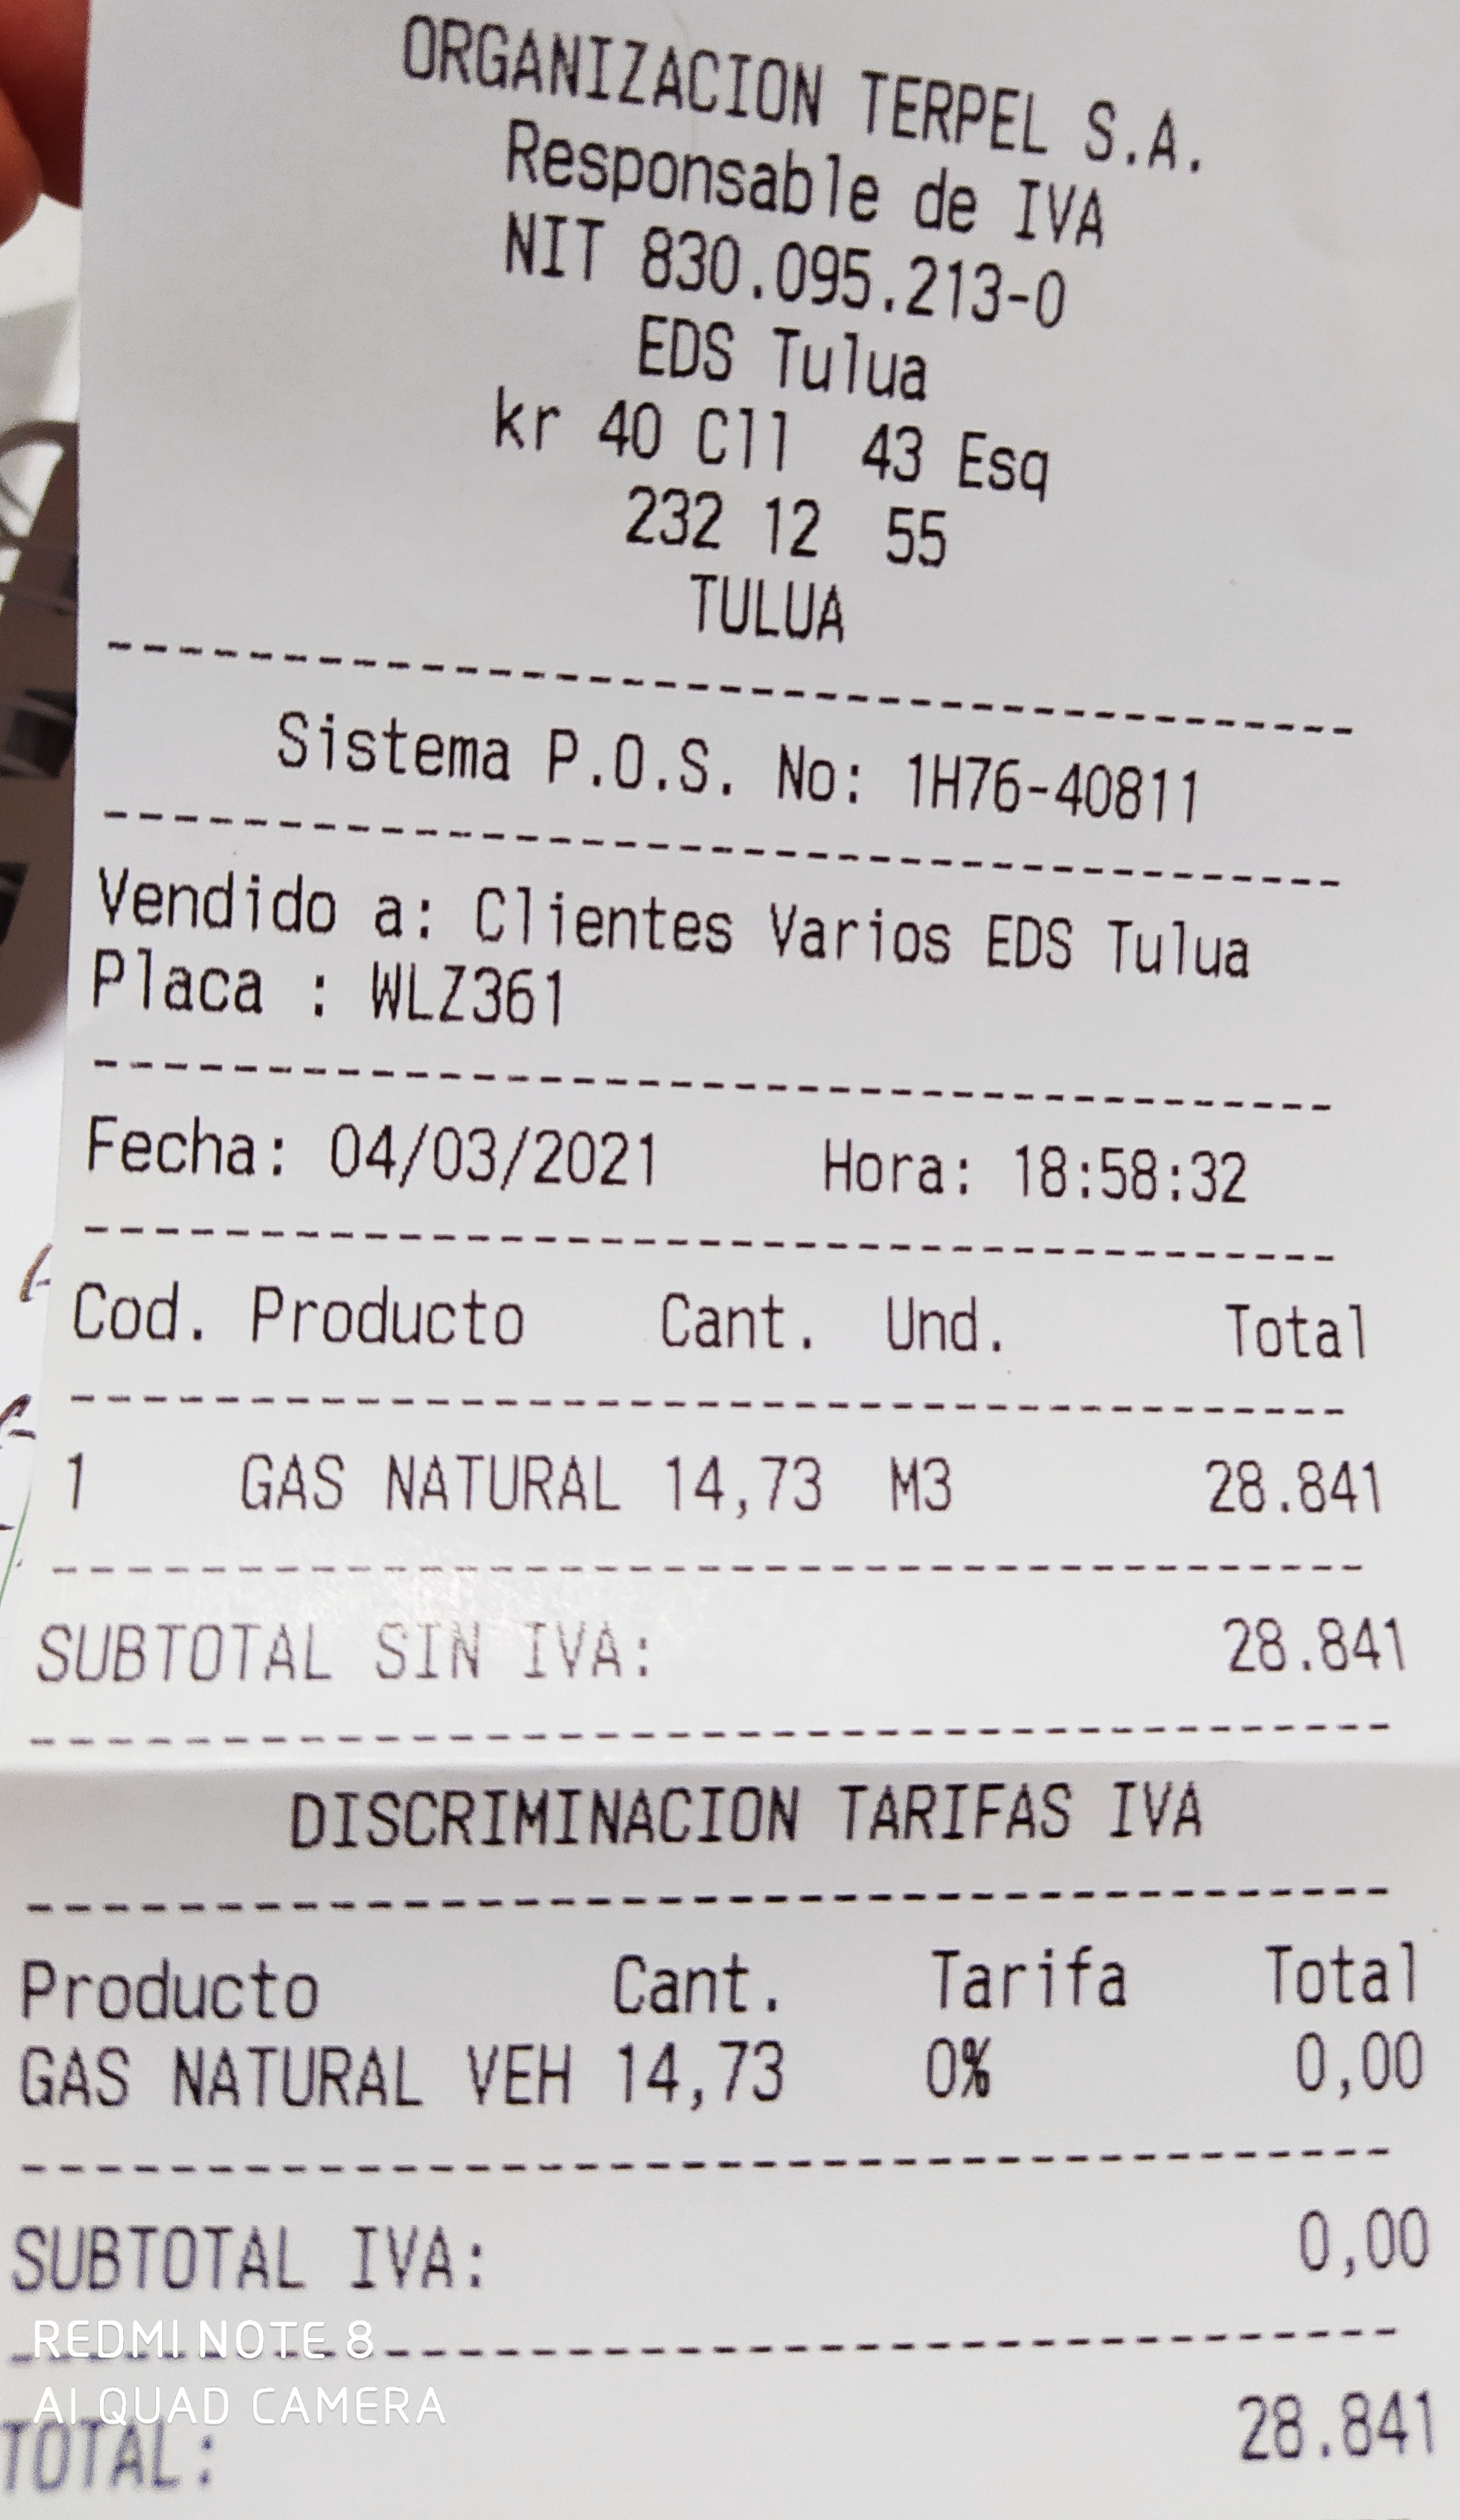 ORGANIZACION TERPEL S.A.
Responsable de IVA
NIT 830.095.213-0
EDS Tulua
kr 40 Cll 43 Esq
232 12 55
TULUA
Sistema P.O.S. No: 1H76-40811
Vendido a: Clientes Varios EDS Tulua
Placa : WLZ361
Fecha: 04/03/2021 Hora: 18:58:32
Cod. Producto Cant. Und. Total
1 GAS NATURAL 14,73 M3 28.841
SUBTOTAL SIN IVA: 28.841
DISCRIMINACION TARIFAS IVA
Producto Cant. Tarifa Total
GAS NATURAL VEH 14,73 0% 0,00
SUBTOTAL IVA: 0,00
REDMI NOTE 8
AI QUAD CAMERA
TOTAL: 28.841